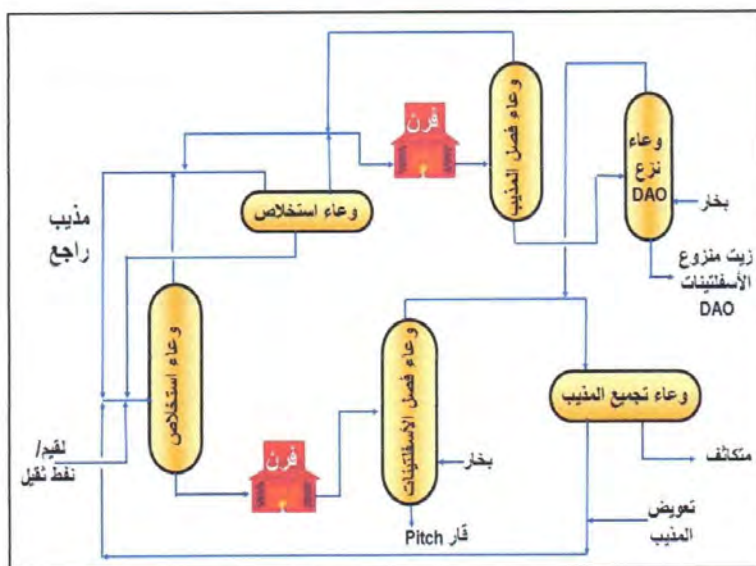 فرن
وعاء فصل المذيب
وعاء
نزع
DAO
بخار
وعاء استخلاص
مذيب
راجع
زيت منزوع
الأسفلتينات
DAO
وعاء استخلاص
وعاء فصل الأسفلتينات
وعاء تجميع المذيب
لقيم/
نفط ثقيل
فرن
بخار
متكاثف
تعويض
المذيب
قار Pitch